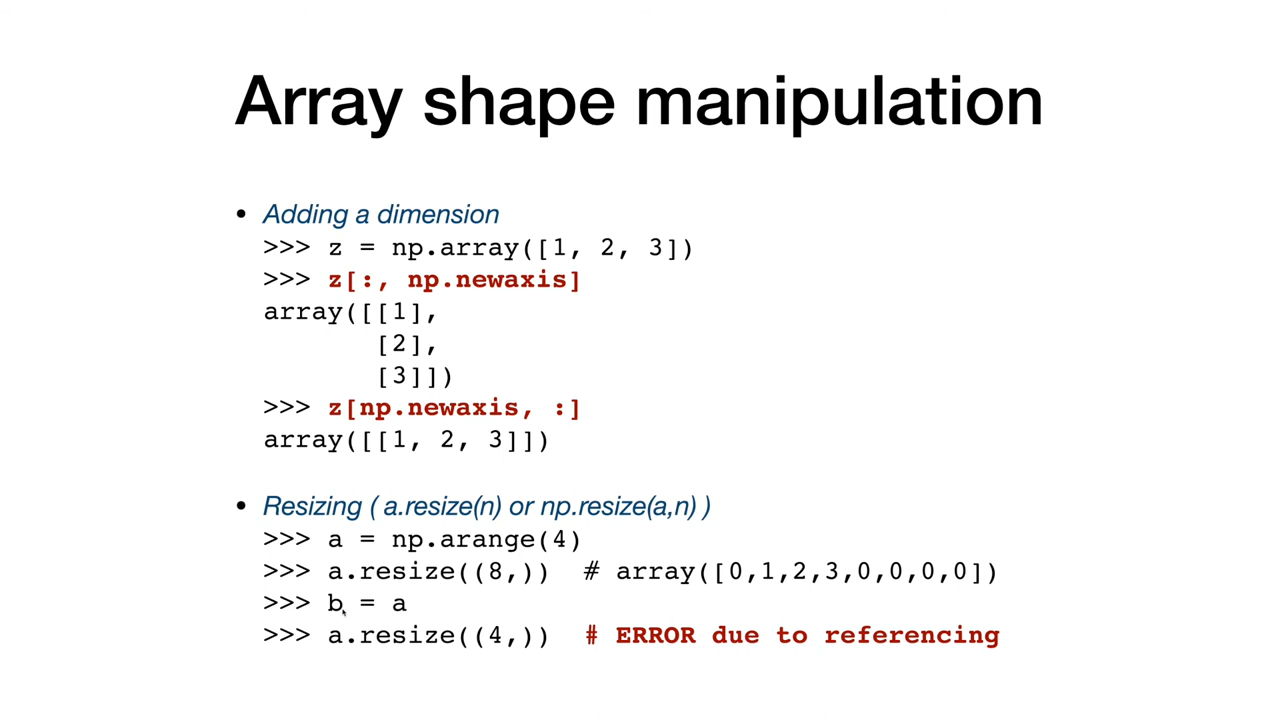 Array shape manipulation
• Adding a dimension
>>> z = np.array([1, 2, 3])
>>> z[:, np.newaxis]
array([[1],
       [2],
       [3]])
>>> z[np.newaxis, :]
array([[1, 2, 3]])
• Resizing ( a.resize(n) or np.resize(a,n) )
>>> a = np.arange(4)
>>> a.resize((8,))  # array([0,1,2,3,0,0,0,0])
>>> b = a
>>> a.resize((4,))  # ERROR due to referencing